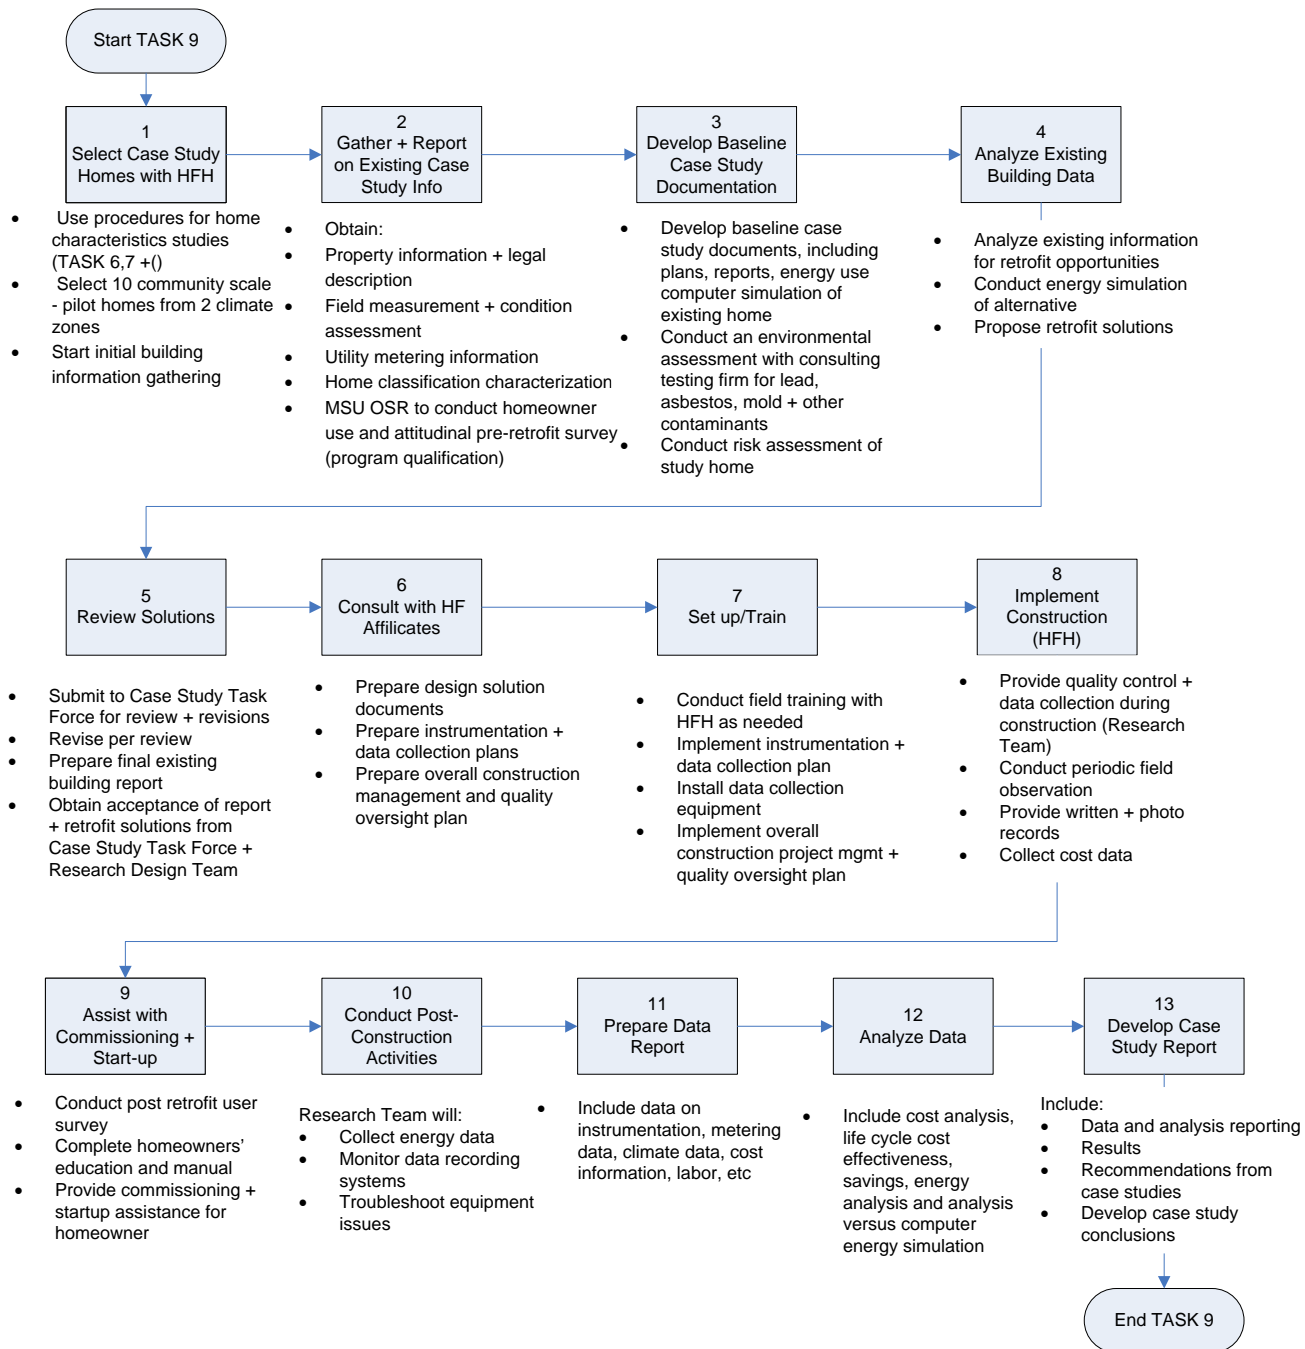 Start TASK 9
1
Select Case Study
Homes with HFH
• Use procedures for home
characteristics studies
(TASK 6,7 +()
• Select 10 community scale
- pilot homes from 2 climate
zones
• Start initial building
information gathering
2
Gather + Report
on Existing Case
Study Info
• Obtain:
• Property information + legal
description
• Field measurement + condition
assessment
• Utility metering information
• Home classification characterization
• MSU OSR to conduct homeowner
use and attitudinal pre-retrofit survey
(program qualification)
3
Develop Baseline
Case Study
Documentation
• Develop baseline case
study documents, including
plans, reports, energy use
computer simulation of
existing home
• Conduct an environmental
assessment with consulting
testing firm for lead,
asbestos, mold + other
contaminants
• Conduct risk assessment of
study home
4
Analyze Existing
Building Data
• Analyze existing information
for retrofit opportunities
• Conduct energy simulation
of alternative
• Propose retrofit solutions
5
Review Solutions
• Submit to Case Study Task
Force for review + revisions
• Revise per review
• Prepare final existing
building report
• Obtain acceptance of report
+ retrofit solutions from
Case Study Task Force +
Research Design Team
6
Consult with HF
Affilicates
• Prepare design solution
documents
• Prepare instrumentation +
data collection plans
• Prepare overall construction
management and quality
oversight plan
7
Set up/Train
• Conduct field training with
HFH as needed
• Implement instrumentation +
data collection plan
• Install data collection
equipment
• Implement overall
construction project mgmt +
quality oversight plan
8
Implement
Construction
(HFH)
• Provide quality control +
data collection during
construction (Research
Team)
• Conduct periodic field
observation
• Provide written + photo
records
• Collect cost data
9
Assist with
Commissioning +
Start-up
• Conduct post retrofit user
survey
• Complete homeowners'
education and manual
• Provide commissioning +
startup assistance for
homeowner
10
Conduct Post-
Construction
Activities
Research Team will:
• Collect energy data
• Monitor data recording
systems
• Troubleshoot equipment
issues
11
Prepare Data
Report
• Include data on
instrumentation, metering
data, climate data, cost
information, labor, etc
12
Analyze Data
• Include cost analysis,
life cycle cost
effectiveness,
savings, energy
analysis and analysis
versus computer
energy simulation
13
Develop Case
Study Report
Include:
• Data and analysis reporting
• Results
• Recommendations from
case studies
• Develop case study
conclusions
End TASK 9